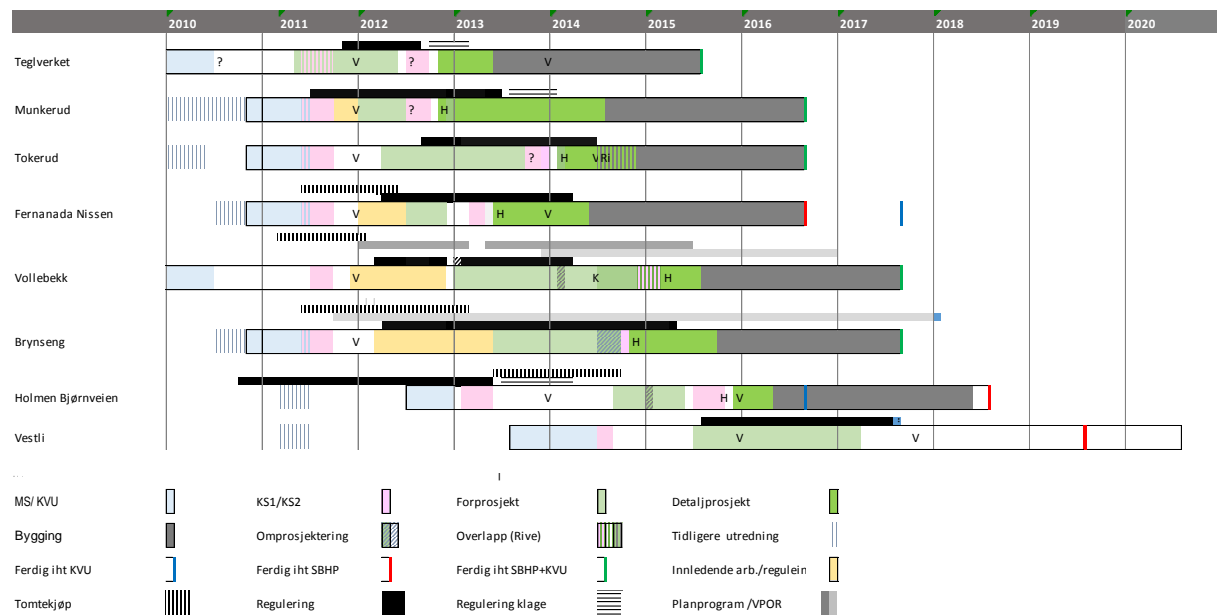 2010 2011 2012 2013 2014 2015 2016 2017 2018 2019 2020
Teglverket ? V ? V
Munkerud V ? H
Tokerud V ? H V Ri
Fernanada Nissen V H V
Vollebekk V K H
Brynseng V H
Holmen Bjørnveien V H V
Vestli V V
MS/ KVU KS1/KS2 Forprosjekt Detaljprosjekt
Bygging Omprosjektering Overlapp (Rive) Tidligere utredning
Ferdig iht KVU Ferdig iht SBHP Ferdig iht SBHP+KVU Innledende arb./regulein
Tomtekjøp Regulering Regulering klage Planprogram /VPOR